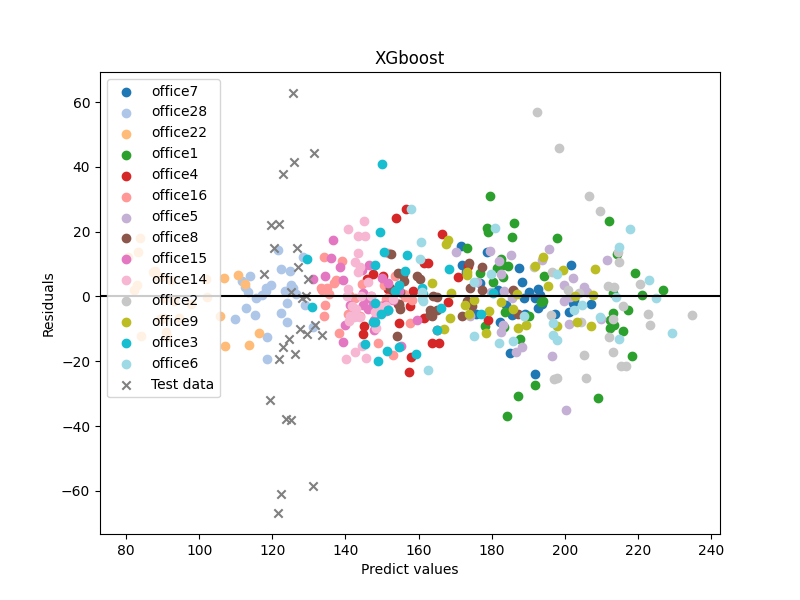 XGboost
office7
office28
office22
office1
office4
office16
office5
office8
office15
office14
office2
office9
office3
office6
Test data
Residuals
60
40
20
0
−20
−40
−60
80 100 120 140 160 180 200 220 240
Predict values